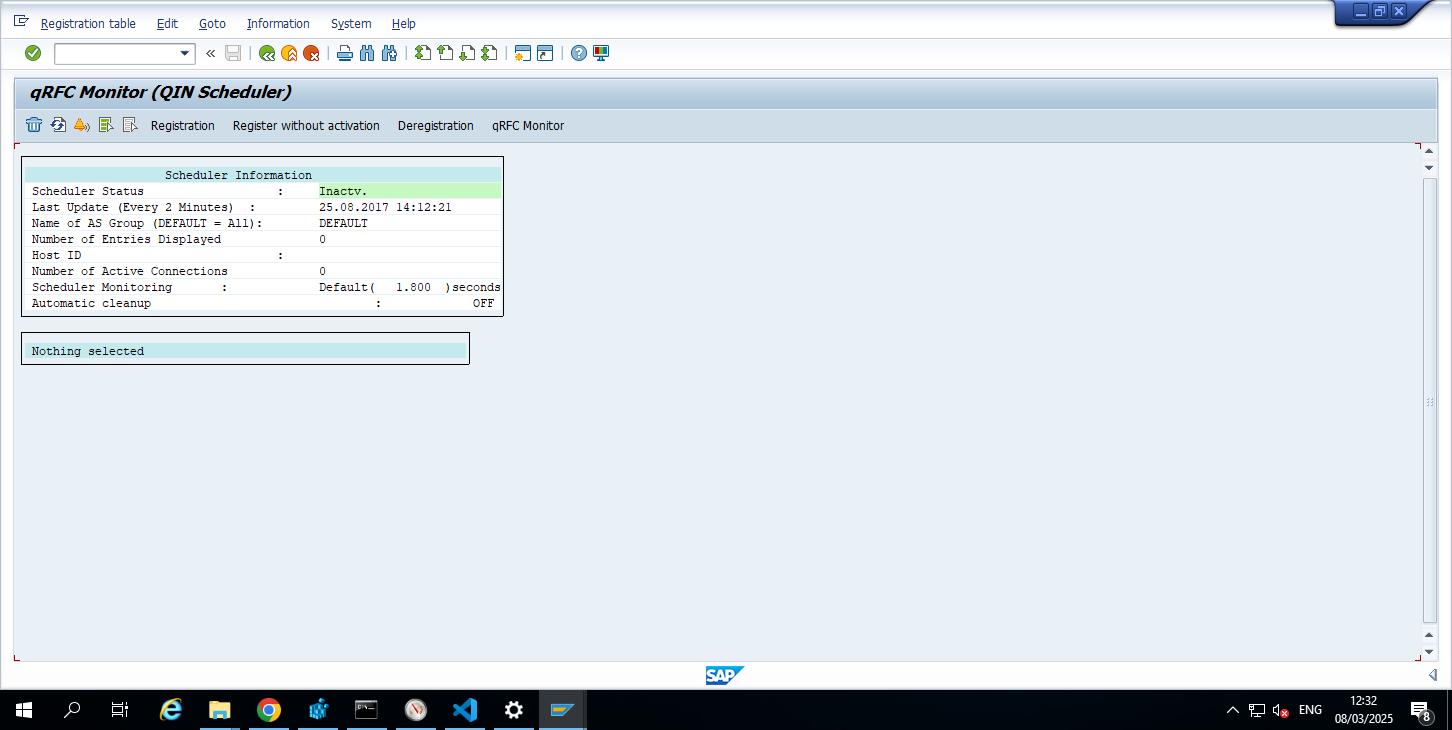 Registration table Edit Goto Information System Help
qRFC Monitor (QIN Scheduler)
Registration Register without activation Deregistration qRFC Monitor
Scheduler Information
Scheduler Status : Inactv.
Last Update (Every 2 Minutes) : 25.08.2017 14:12:21
Name of AS Group (DEFAULT = All): DEFAULT
Number of Entries Displayed 0
Host ID :
Number of Active Connections 0
Scheduler Monitoring : Default( 1.800 )seconds
Automatic cleanup : OFF
Nothing selected
SAP
ENG
12:32
08/03/2025
8